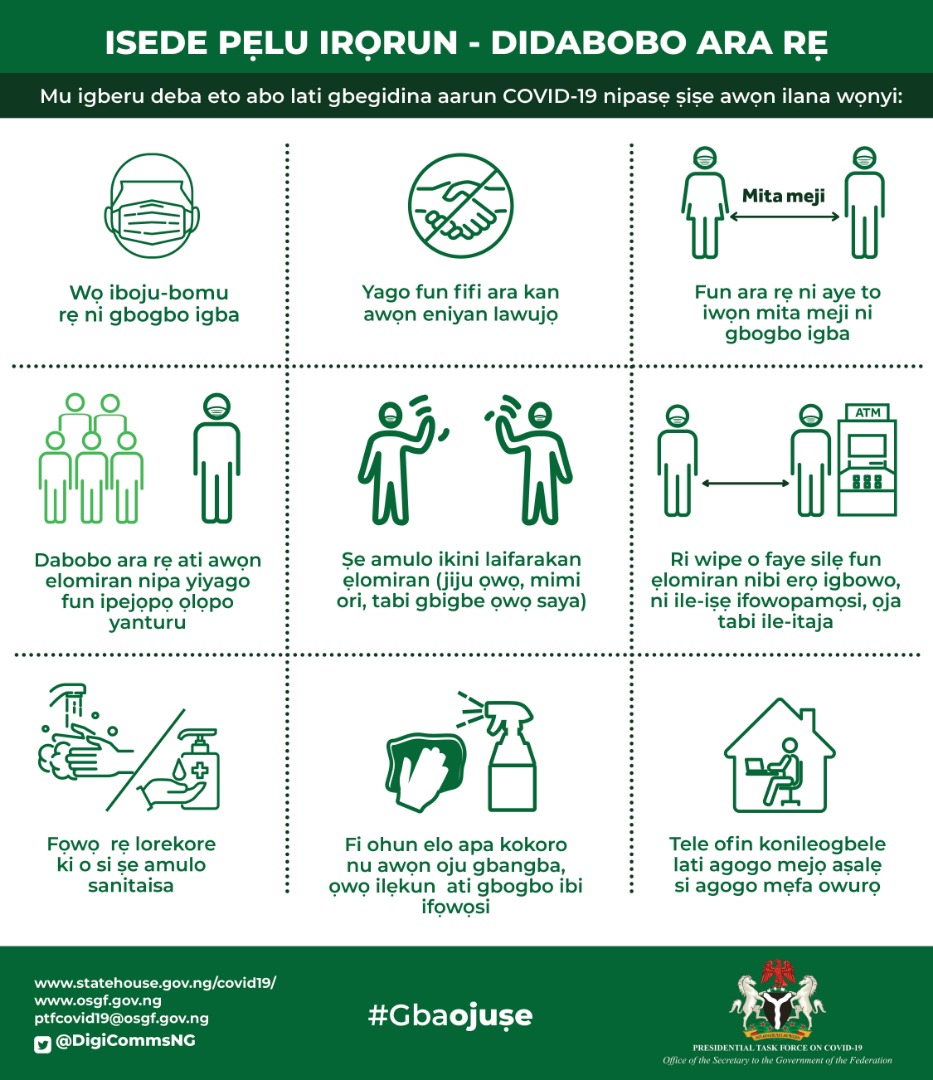 ISEDE PẸLU IRỌRUN - DIDABOBO ARA RẸ
Mu igberu deba eto abo lati gbegidina aarun COVID-19 nipasẹ ṣiṣe awọn ilana wọnyi:
Wọ iboju-bomu
rẹ ni gbogbo igba
Yago fun fifi ara kan
awọn eniyan lawujọ
Mita meji
Fun ara rẹ ni aye to
iwọn mita meji ni
gbogbo igba
Dabobo ara rẹ ati awọn
elomiran nipa yiyago
fun ipejọpọ ọlọpo
yanturu
Ṣe amulo ikini laifarakan
ẹlomiran (jiju ọwọ, mimi
ori, tabi gbigbe ọwọ saya)
ATM
Ri wipe o faye silẹ fun
ẹlomiran nibi erọ igbowo,
ni ile-iṣẹ ifowopamọsi, ọja
tabi ile-itaja
Fọwọ rẹ lorekore
ki o si ṣe amulo
sanitaisa
Fi ohun elo apa kokoro
nu awọn oju gbangba,
ọwọ ilẹkun ati gbogbo ibi
ifọwọsi
Tele ofin konileogbele
lati agogo mejọ aṣalẹ
si agogo mẹfa owurọ
www.statehouse.gov.ng/covid19/
www.osgf.gov.ng
ptfcovid19@osgf.gov.ng
@DigiCommsNG
#Gbaojuṣe
PRESIDENTIAL TASK FORCE ON COVID-19
Office of the Secretary to the Government of the Federation